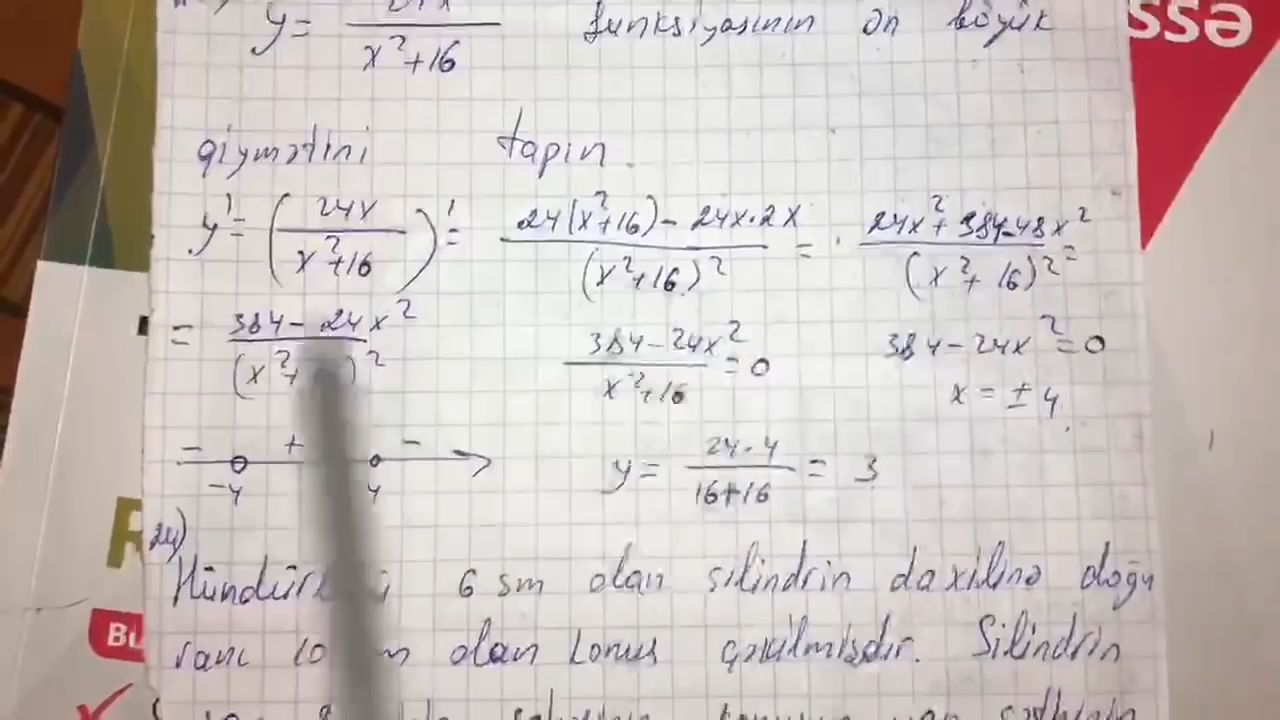 y = 24x / (x²+16) funksiyasının ən böyük
qiymətini tapın.
y' = (24x / (x²+16))' = (24(x²+16) - 24x·2x) / (x²+16)² = (24x²+384-48x²) / (x²+16)² =
= (384-24x²) / (x²+ )² (384-24x²) / (x²+16) = 0 384-24x² = 0
x = ±4
- + -
-4 4 y = (24·4) / (16+16) = 3
24)
6 sm olan silindrin daxilinə doğu
olan konus çəkilmişdir. Silindrin
əss
R
Bu